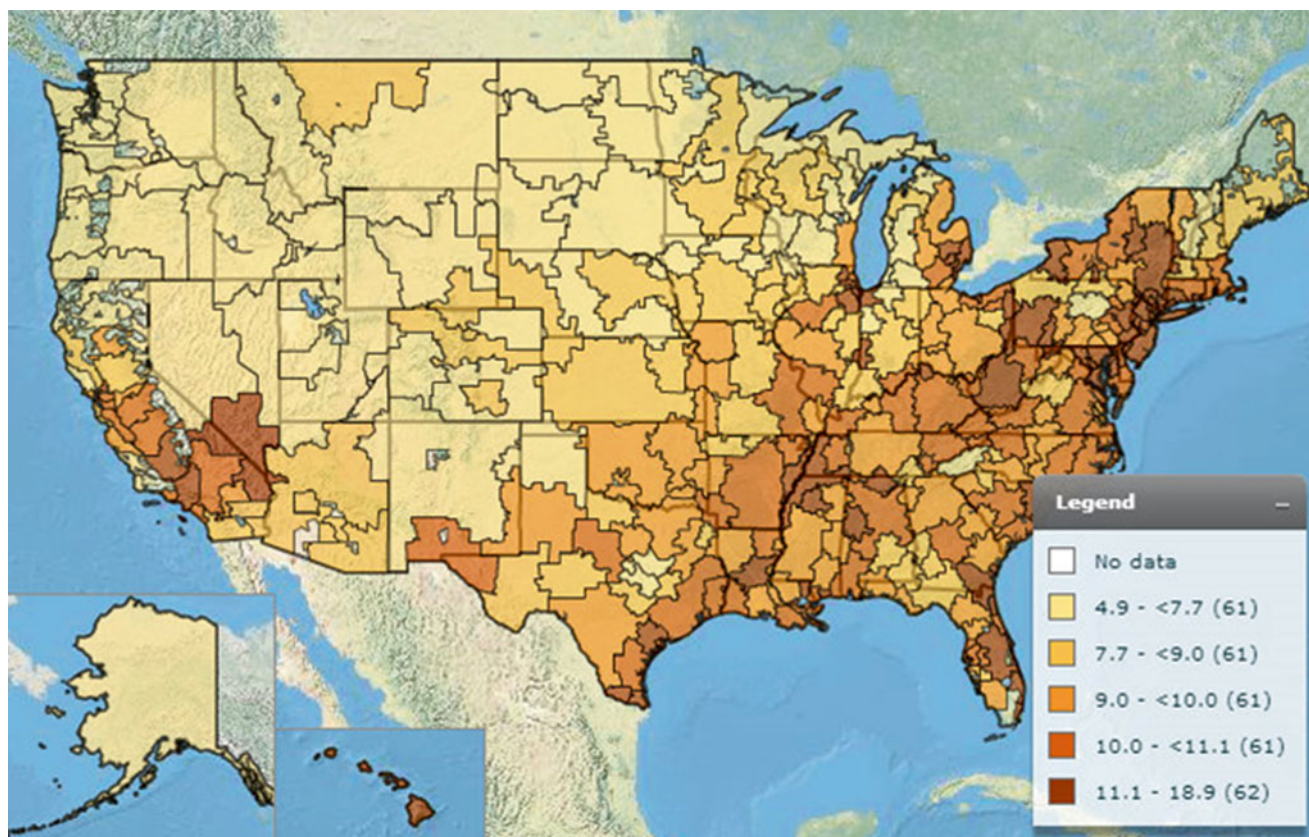 Legend
No data
4.9 - <7.7 (61)
7.7 - <9.0 (61)
9.0 - <10.0 (61)
10.0 - <11.1 (61)
11.1 - 18.9 (62)